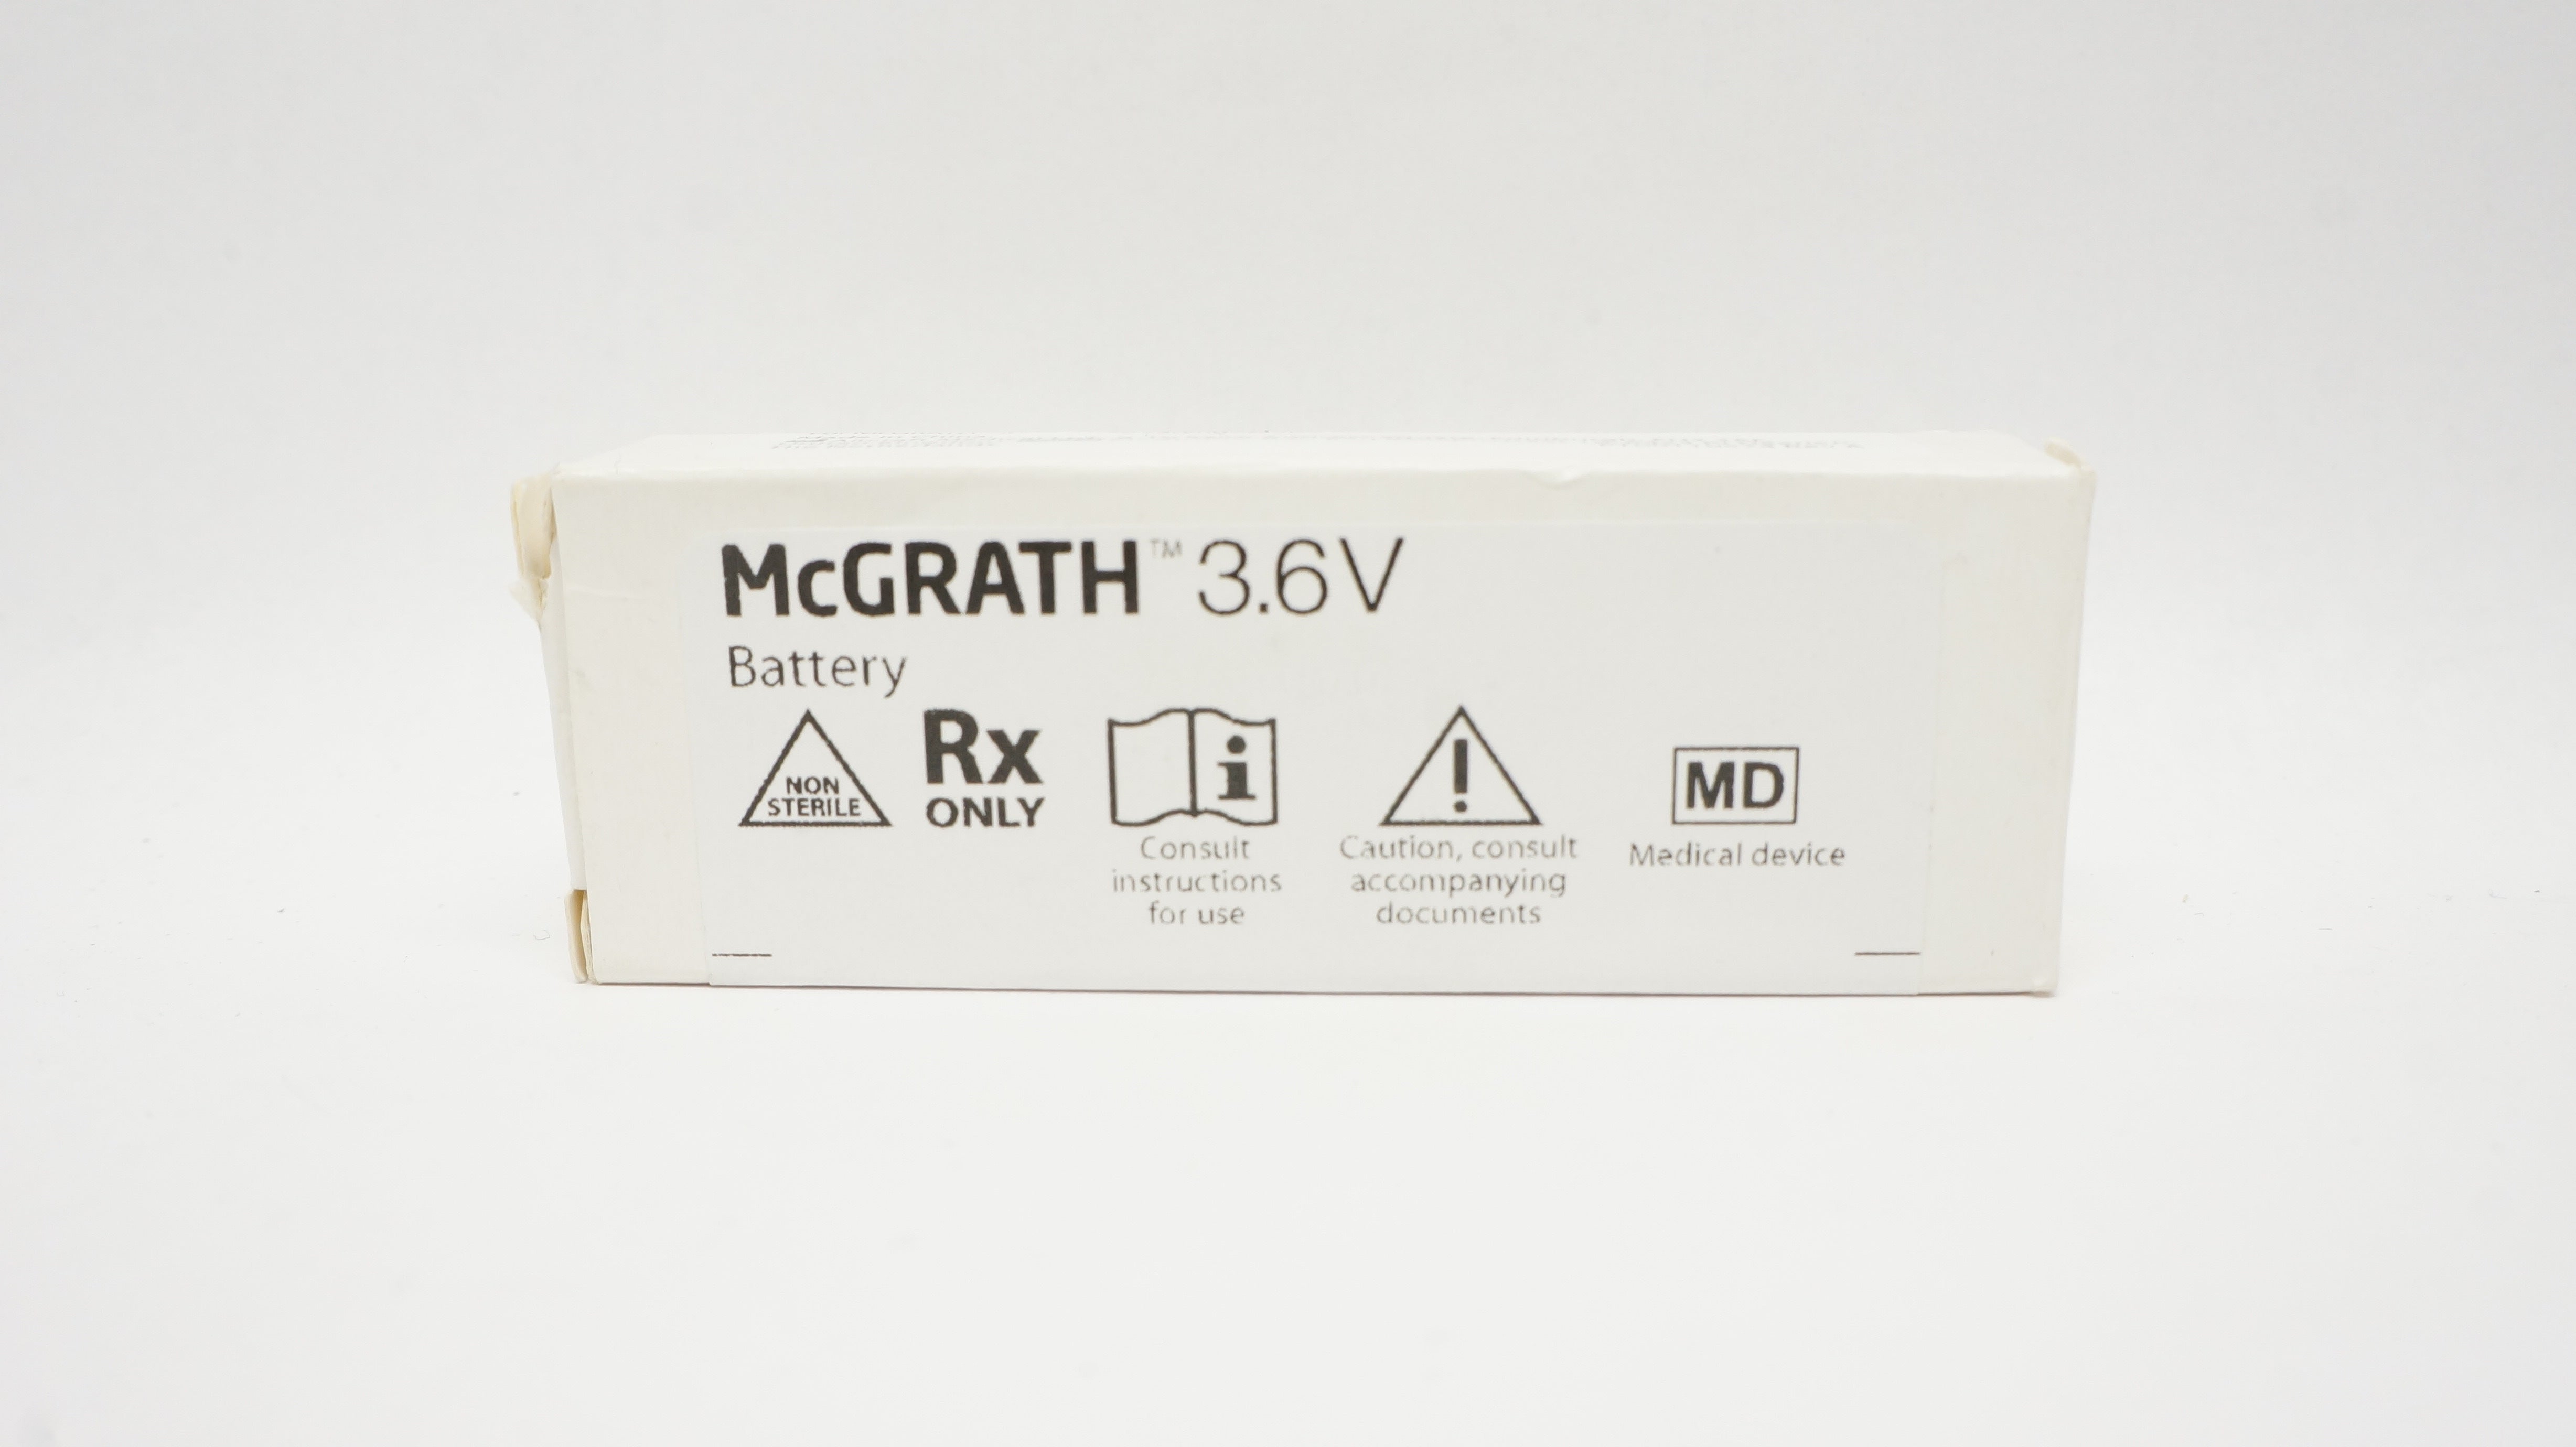 McGRATH™ 3.6V
Battery
NON
STERILE
Rx
ONLY
i
Consult
instructions
for use
!
Caution, consult
accompanying
documents
MD
Medical device